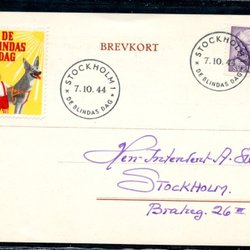 DE
BLINDAS
DAG
BREVKORT
STOCKHOLM 1
7.10.44
DE BLINDAS DAG
STOCKHOLM 1
7.10.44
DE BLINDAS DAG
Herr Intendent A.
STOCKHOLM.
Braheg. 26 III